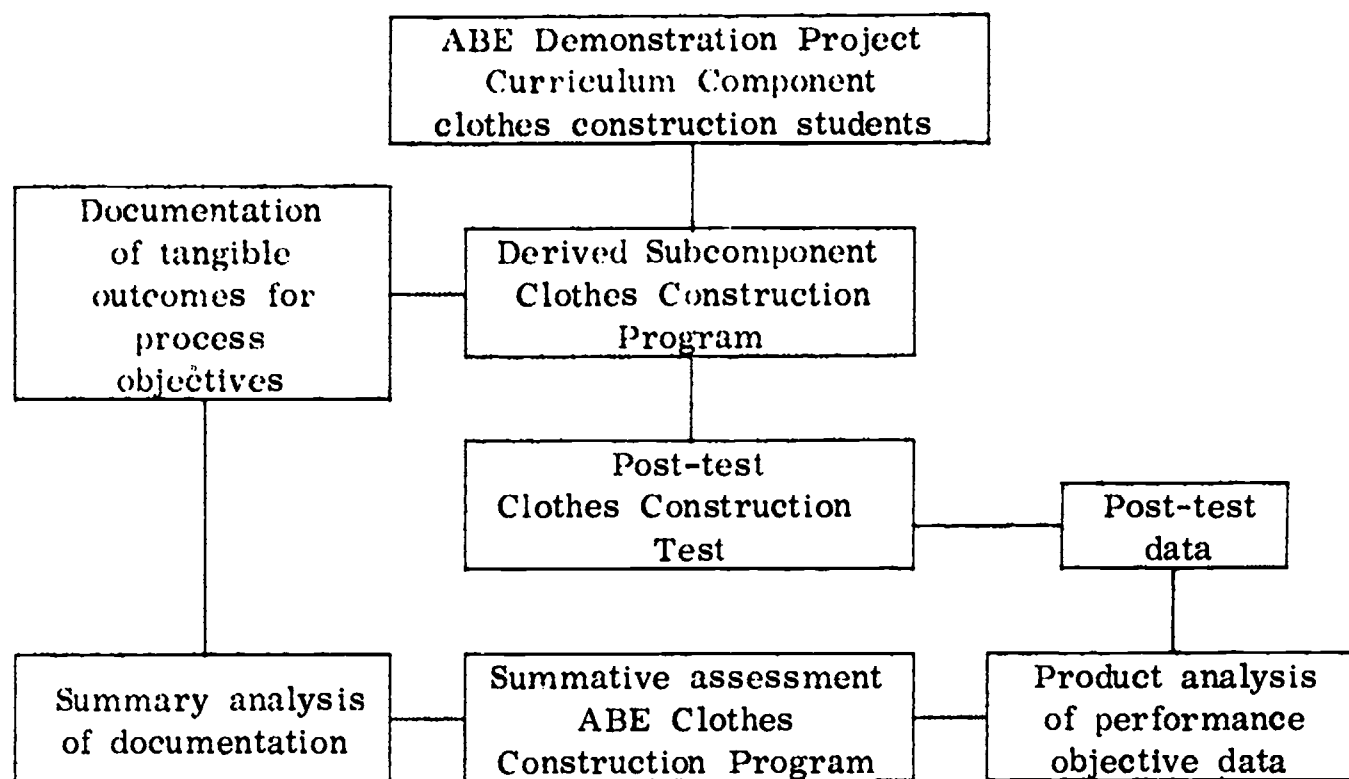 ABE Demonstration Project
Curriculum Component
clothes construction students
Documentation
of tangible
outcomes for
process
objectives
Derived Subcomponent
Clothes Construction
Program
Post-test
Clothes Construction
Test
Post-test
data
Summary analysis
of documentation
Summative assessment
ABE Clothes
Construction Program
Product analysis
of performance
objective data